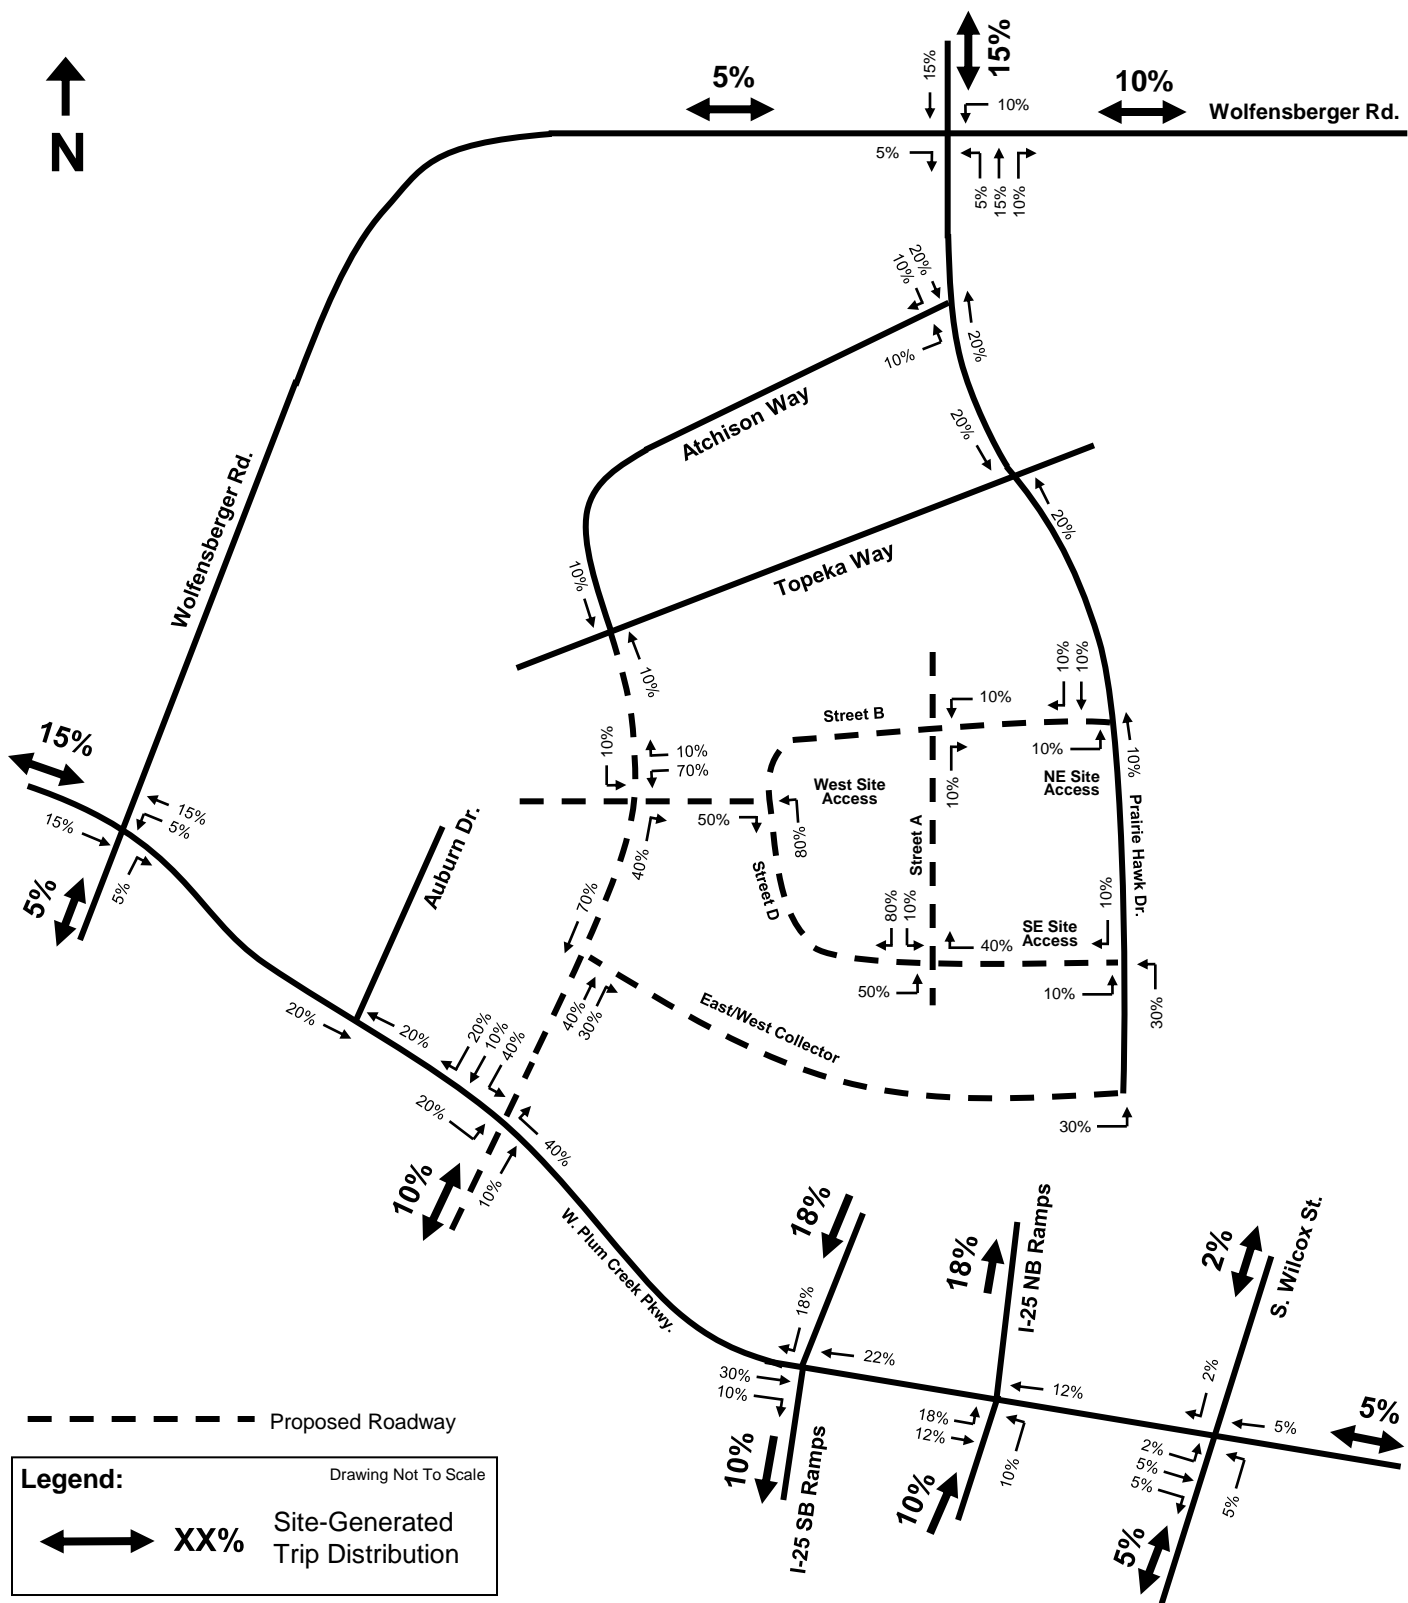 15%
5%
10%
15%
10%
Wolfensberger Rd.
N
5%
5%
15%
10%
20%
10%
20%
10%
Atchison Way
20%
Wolfensberger Rd.
20%
Topeka Way
10%
10%
10%
10%
10%
Street B
10%
15%
10%
10%
70%
10%
10%
NE Site
Access
10%
West Site
Access
10%
Prairie Hawk Dr.
15%
15%
5%
Auburn Dr.
50%
80%
Street A
5%
5%
40%
Street D
70%
80%
10%
10%
SE Site
Access
40%
50%
10%
30%
East/West Collector
40%
30%
20%
20%
20%
10%
40%
20%
40%
30%
10%
10%
W. Plum Creek Pkwy.
18%
18%
I-25 NB Ramps
2%
S. Wilcox St.
18%
22%
30%
10%
12%
2%
18%
12%
10%
5%
5%
2%
5%
5%
5%
Proposed Roadway
10%
I-25 SB Ramps
10%
5%
Legend:
Drawing Not To Scale
XX%
Site-Generated
Trip Distribution